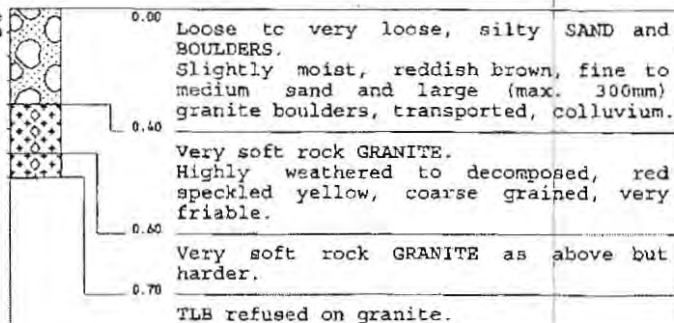 0.00
Loose tc very loose, silty SAND and
BOULDERS.
Slightly moist, reddish brown, fine to
medium sand and large (max. 300mm)
granite boulders, transported, colluvium.
0.40
Very soft rock GRANITE.
Highly weathered to decomposed, red
speckled yellow, coarse grained, very
friable.
0.60
Very soft rock GRANITE as above but
harder.
0.70
TLB refused on granite.